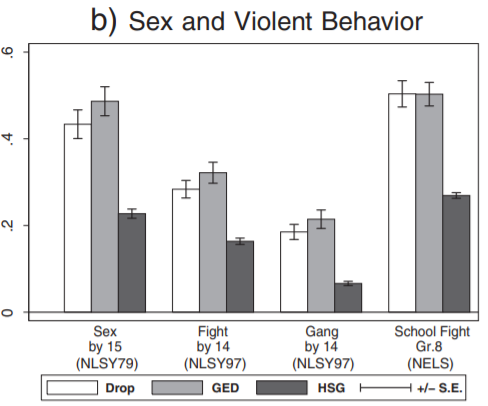 b) Sex and Violent Behavior
.6
.4
.2
0
Sex
by 15
(NLSY79)
Fight
by 14
(NLSY97)
Gang
by 14
(NLSY97)
School Fight
Gr.8
(NELS)
Drop GED HSG +/– S.E.